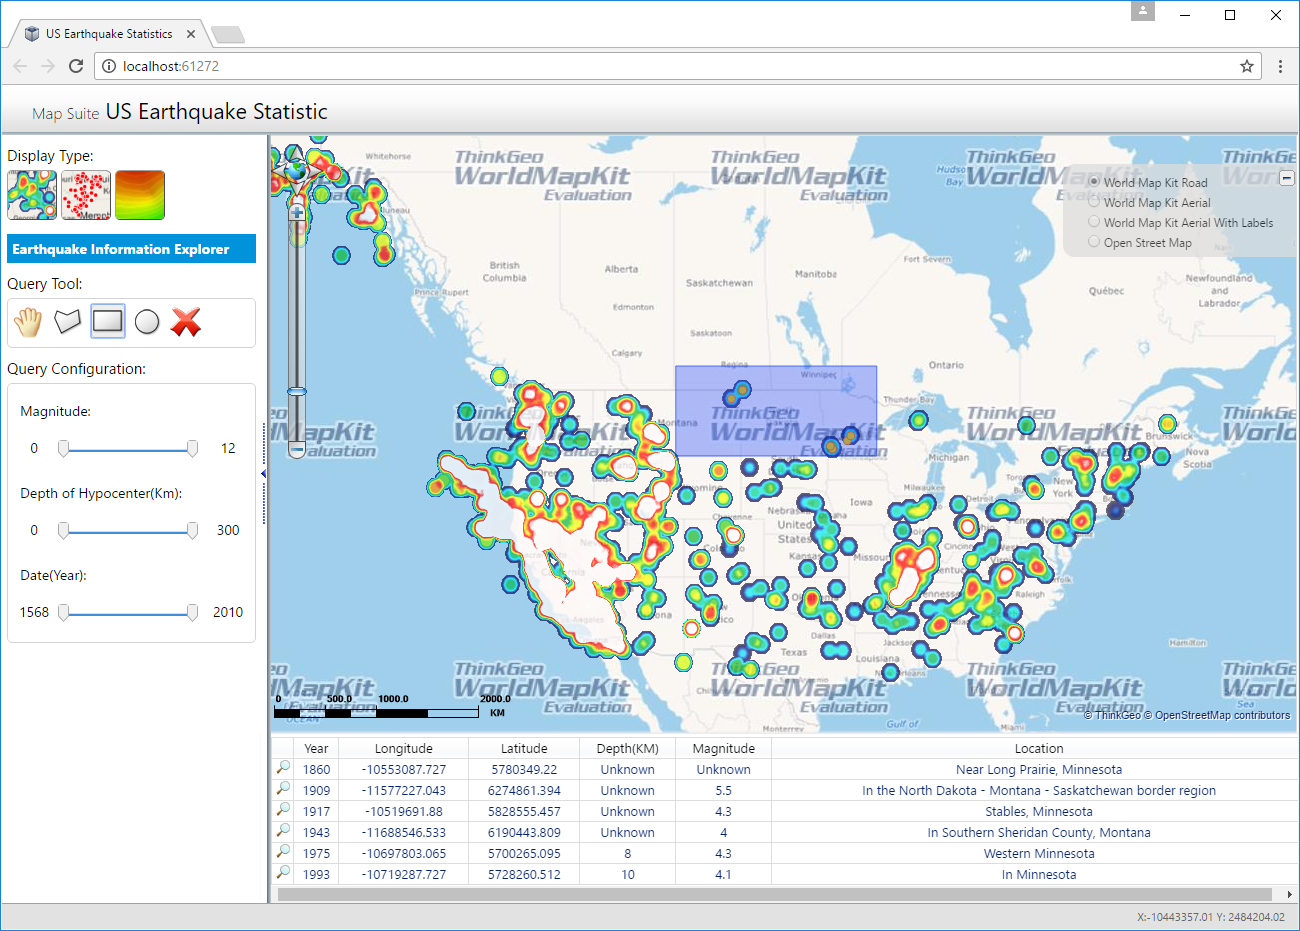 US Earthquake Statistics
localhost:61272
Map Suite US Earthquake Statistic
Display Type:
Earthquake Information Explorer
Query Tool:
Query Configuration:
Magnitude:
0 12
Depth of Hypocenter(Km):
0 300
Date(Year):
1568 2010
World Map Kit Road
World Map Kit Aerial
World Map Kit Aerial With Labels
Open Street Map
ThinkGeo
WorldMapKit
Evaluation
Whitehorse
Juneau
Hudson
Bay
Fort Severn
British
Columbia
Alberta
Saskatchewan
Manitoba
Newfoundland
and
Labrador
Québec
Prince Rupert
Edmonton
Saskatoon
Calgary
Regina
Winnipeg
Ontario
Thunder Bay
Montana
Brunswick
Nova
Scotia
Michigan
Milwaukee
Detroit
Toronto
New
York
Iowa
United
States
Missouri
Cincinnati
Raleigh
Dallas
Texas
Louisiana
Hamilton
Monterrey
Gulf of
0 500.0 1000.0 2000.0
KM
OCEAN
© ThinkGeo © OpenStreetMap contributors
Year Longitude Latitude Depth(KM) Magnitude Location
1860 -10553087.727 5780349.22 Unknown Unknown Near Long Prairie, Minnesota
1909 -11577227.043 6274861.394 Unknown 5.5 In the North Dakota - Montana - Saskatchewan border region
1917 -10519691.88 5828555.457 Unknown 4.3 Stables, Minnesota
1943 -11688546.533 6190443.809 Unknown 4 In Southern Sheridan County, Montana
1975 -10697803.065 5700265.095 8 4.3 Western Minnesota
1993 -10719287.727 5728260.512 10 4.1 In Minnesota
X:-10443357.01 Y: 2484204.02